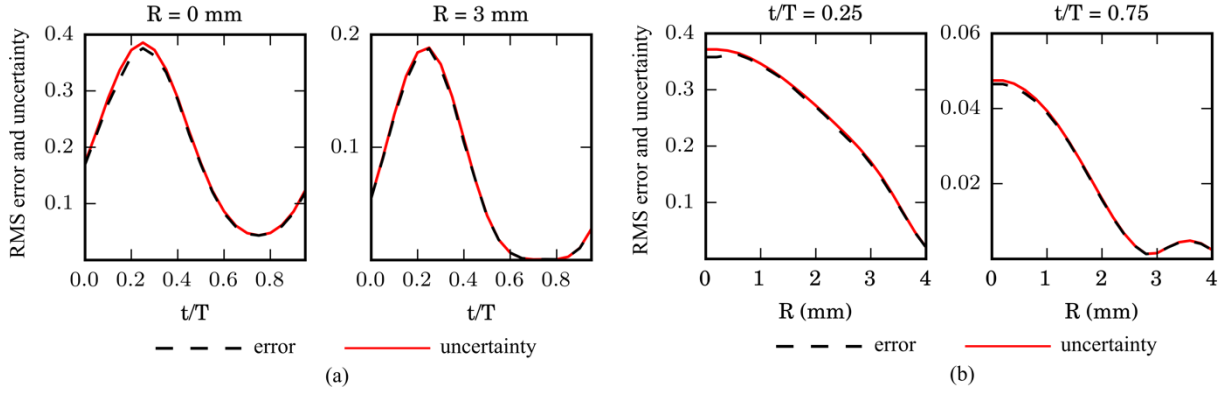 R = 0 mm
R = 3 mm
RMS error and uncertainty
0.4
0.3
0.2
0.1
0.0 0.2 0.4 0.6 0.8
t/T
0.2
0.1
0.0 0.2 0.4 0.6 0.8
t/T
error
uncertainty
(a)
t/T = 0.25
t/T = 0.75
RMS error and uncertainty
0.4
0.3
0.2
0.1
0 1 2 3 4
R (mm)
0.06
0.04
0.02
0 1 2 3 4
R (mm)
error
uncertainty
(b)